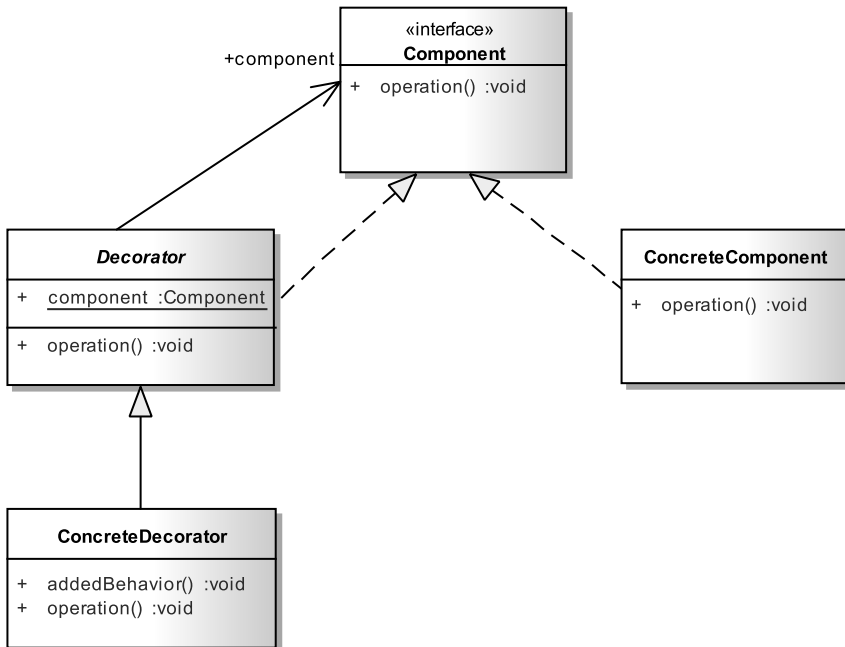 «interface»
Component
+component
+ operation() :void
Decorator
+ component :Component
+ operation() :void
ConcreteComponent
+ operation() :void
ConcreteDecorator
+ addedBehavior() :void
+ operation() :void